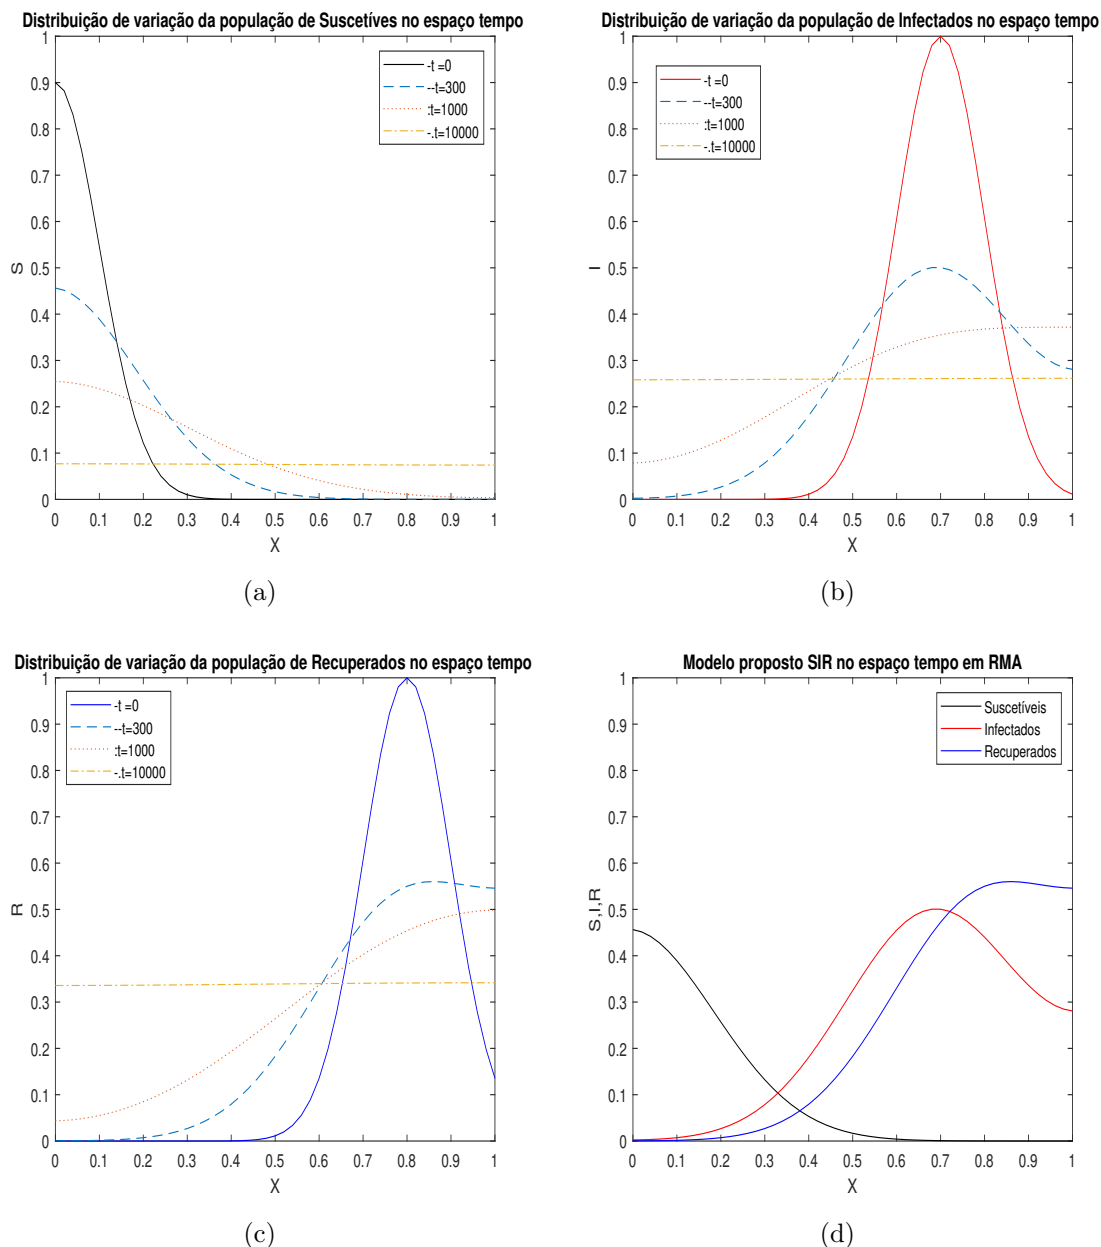 Distribuição de variação da população de Suscetíves no espaço tempo
1
0.9
0.8
0.7
0.6
0.5
0.4
0.3
0.2
0.1
0
S
-t =0
--t=300
:t=1000
-.t=10000
0 0.1 0.2 0.3 0.4 0.5 0.6 0.7 0.8 0.9 1
X
(a)
Distribuição de variação da população de Infectados no espaço tempo
1
0.9
0.8
0.7
0.6
0.5
0.4
0.3
0.2
0.1
0
I
-t =0
--t=300
:t=1000
-.t=10000
0 0.1 0.2 0.3 0.4 0.5 0.6 0.7 0.8 0.9 1
X
(b)
Distribuição de variação da população de Recuperados no espaço tempo
1
0.9
0.8
0.7
0.6
0.5
0.4
0.3
0.2
0.1
0
R
-t =0
--t=300
:t=1000
-.t=10000
0 0.1 0.2 0.3 0.4 0.5 0.6 0.7 0.8 0.9 1
X
(c)
Modelo proposto SIR no espaço tempo em RMA
1
0.9
0.8
0.7
0.6
0.5
0.4
0.3
0.2
0.1
0
S,I,R
Suscetíveis
Infectados
Recuperados
0 0.1 0.2 0.3 0.4 0.5 0.6 0.7 0.8 0.9 1
X
(d)